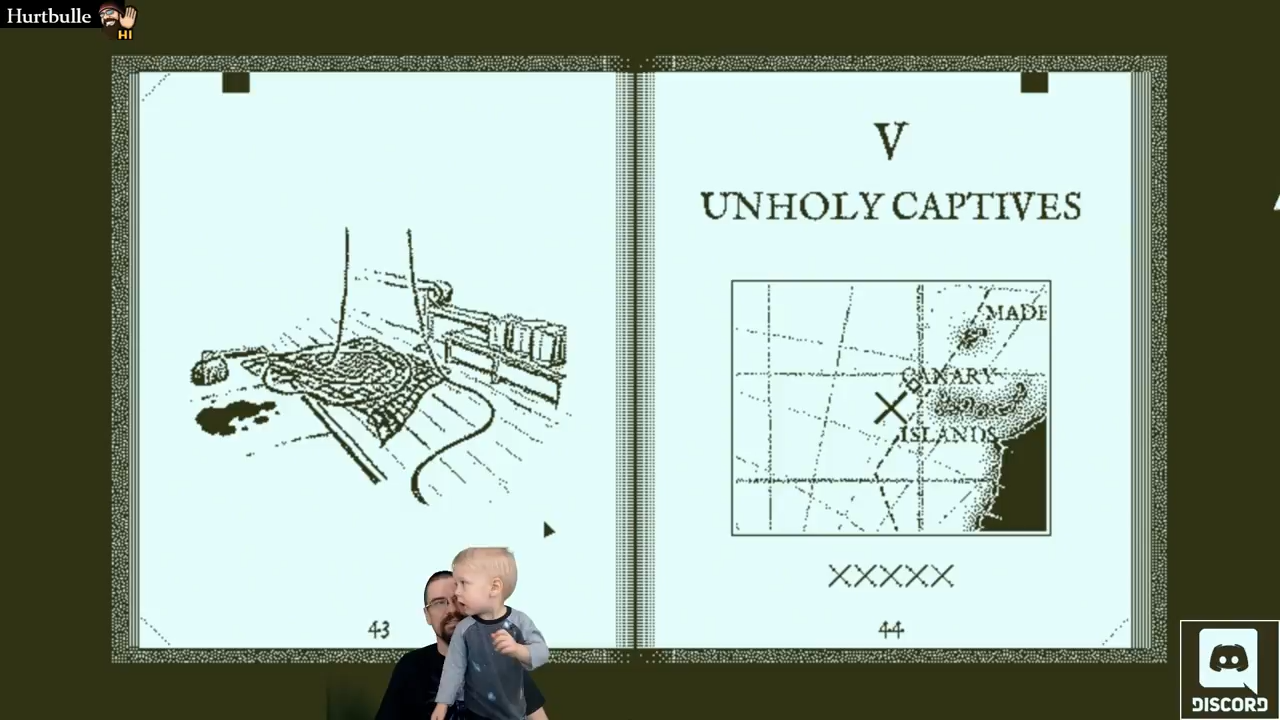 Hurtbulle
HI
V
UNHOLY CAPTIVES
MADE
CANARY
ISLANDS
XXXXX
43
44
DISCORD